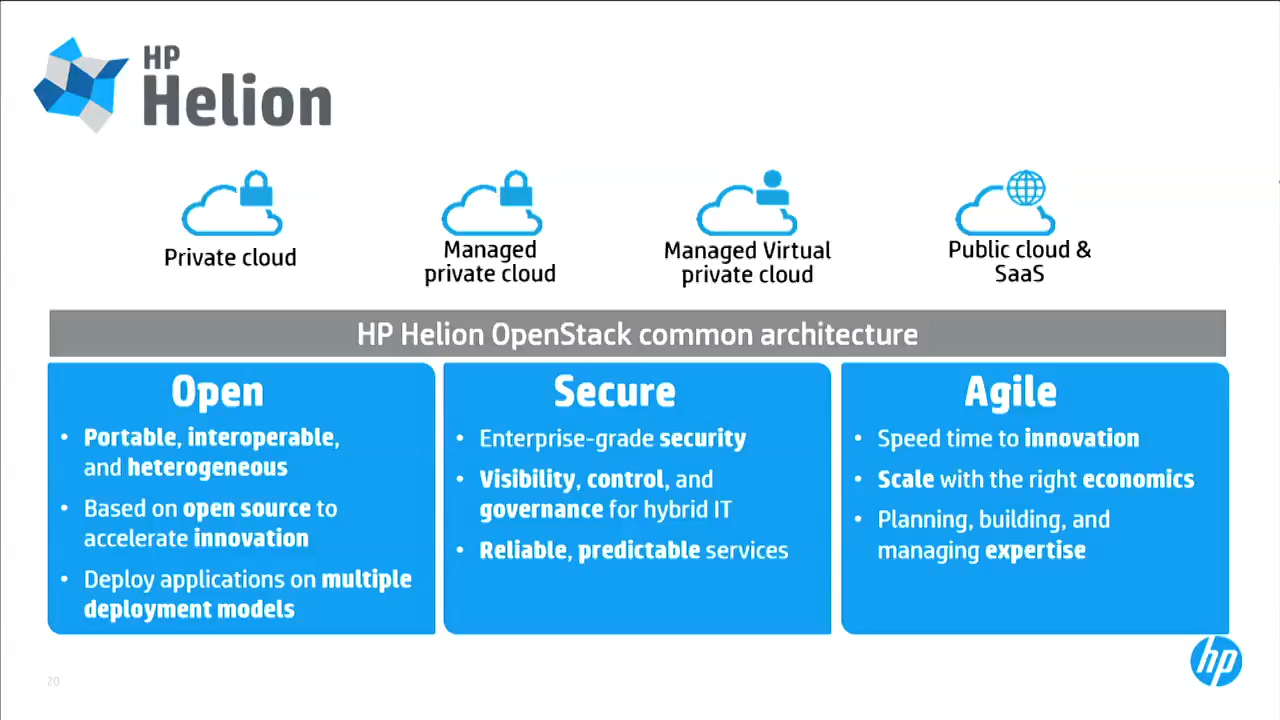 HP
Helion
Private cloud
Managed
private cloud
Managed Virtual
private cloud
Public cloud &
SaaS
HP Helion OpenStack common architecture
Open
• Portable, interoperable,
and heterogeneous
• Based on open source to
accelerate innovation
• Deploy applications on multiple
deployment models
Secure
• Enterprise-grade security
• Visibility, control, and
governance for hybrid IT
• Reliable, predictable services
Agile
• Speed time to innovation
• Scale with the right economics
• Planning, building, and
managing expertise
hp
20